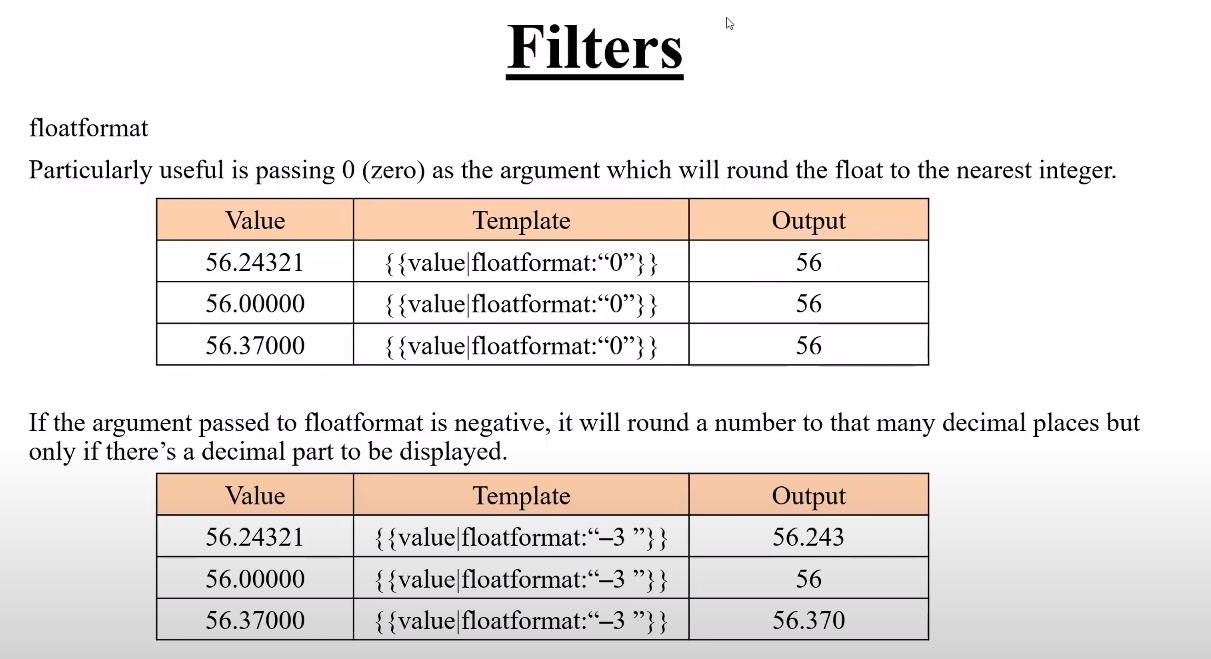 Filters
floatformat
Particularly useful is passing 0 (zero) as the argument which will round the float to the nearest integer.
Value Template Output
56.24321 {{value|floatformat:“0”}} 56
56.00000 {{value|floatformat:“0”}} 56
56.37000 {{value|floatformat:“0”}} 56
If the argument passed to floatformat is negative, it will round a number to that many decimal places but
only if there’s a decimal part to be displayed.
Value Template Output
56.24321 {{value|floatformat:“–3 ”}} 56.243
56.00000 {{value|floatformat:“–3 ”}} 56
56.37000 {{value|floatformat:“–3 ”}} 56.370